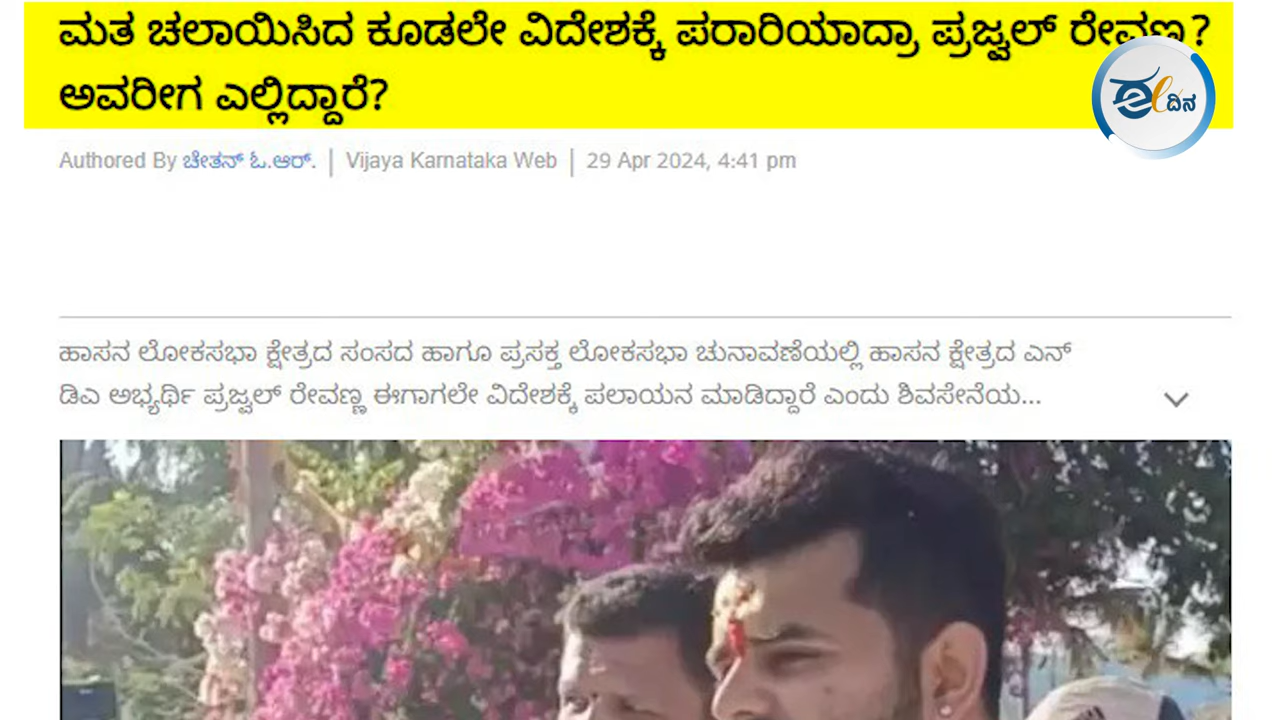 ಮತ ಚಲಾಯಿಸಿದ ಕೂಡಲೇ ವಿದೇಶಕ್ಕೆ ಪರಾರಿಯಾದ್ರಾ ಪ್ರಜ್ವಲ್ ರೇವಣ್ಣ?
ಅವರೀಗ ಎಲ್ಲಿದ್ದಾರೆ?
ಈ ದಿನ
Authored By ಚೇತನ್ ಓ.ಆರ್. | Vijaya Karnataka Web | 29 Apr 2024, 4:41 pm
ಹಾಸನ ಲೋಕಸಭಾ ಕ್ಷೇತ್ರದ ಸಂಸದ ಹಾಗೂ ಪ್ರಸಕ್ತ ಲೋಕಸಭಾ ಚುನಾವಣೆಯಲ್ಲಿ ಹಾಸನ ಕ್ಷೇತ್ರದ ಎನ್
ಡಿಎ ಅಭ್ಯರ್ಥಿ ಪ್ರಜ್ವಲ್ ರೇವಣ್ಣ ಈಗಾಗಲೇ ವಿದೇಶಕ್ಕೆ ಪಲಾಯನ ಮಾಡಿದ್ದಾರೆ ಎಂದು ಶಿವಸೇನೆಯ...